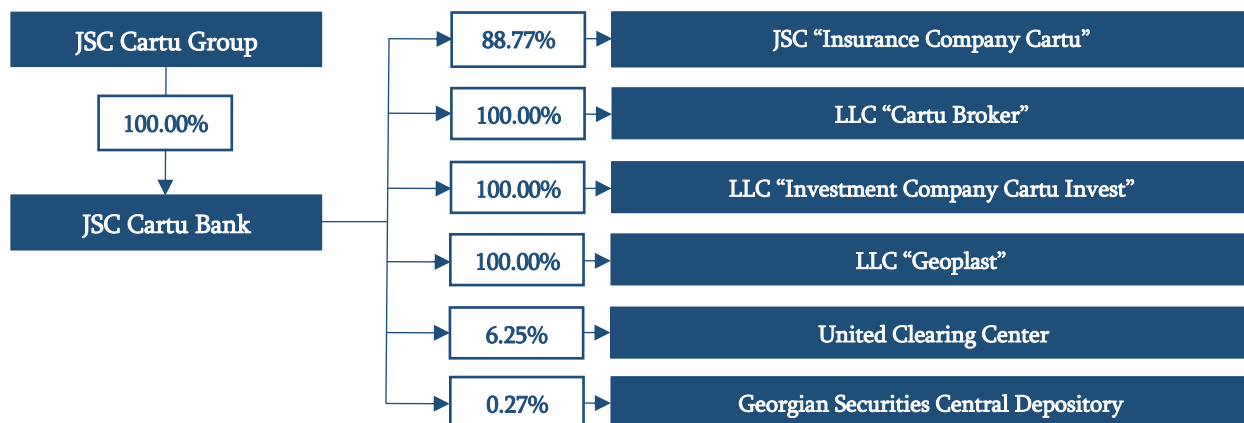 JSC Cartu Group
100.00%
JSC Cartu Bank
88.77%
JSC “Insurance Company Cartu”
100.00%
LLC “Cartu Broker”
100.00%
LLC “Investment Company Cartu Invest”
100.00%
LLC “Geoplast”
6.25%
United Clearing Center
0.27%
Georgian Securities Central Depository